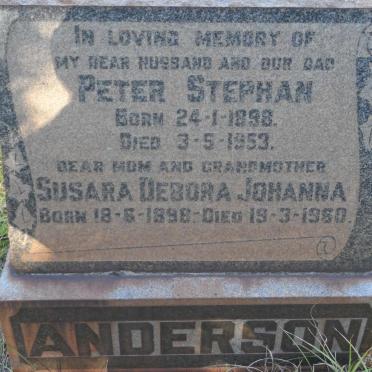 IN LOVING MEMORY OF
MY DEAR HUSBAND AND OUR DAD
PETER STEPHAN
BORN 24-1-1898.
DIED 3-5-1953.
DEAR MOM AND GRANDMOTHER
SUSARA DEBORA JOHANNA
BORN 18-6-1898-DIED 19-3-1980.
ANDERSON